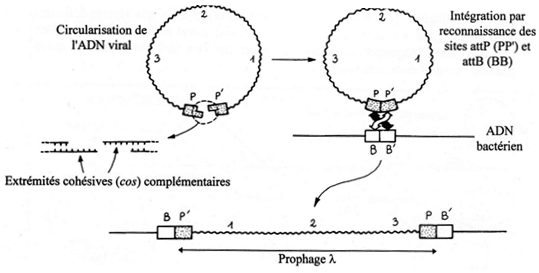 Circularisation de
l'ADN viral
2
3
1
P
P'
Extrémités cohésives (cos) complémentaires
2
3
1
P
P'
B
B'
Intégration par
reconnaissance des
sites attP (PP') et
attB (BB)
ADN
bactérien
B
P'
1
2
3
P
B'
Prophage λ